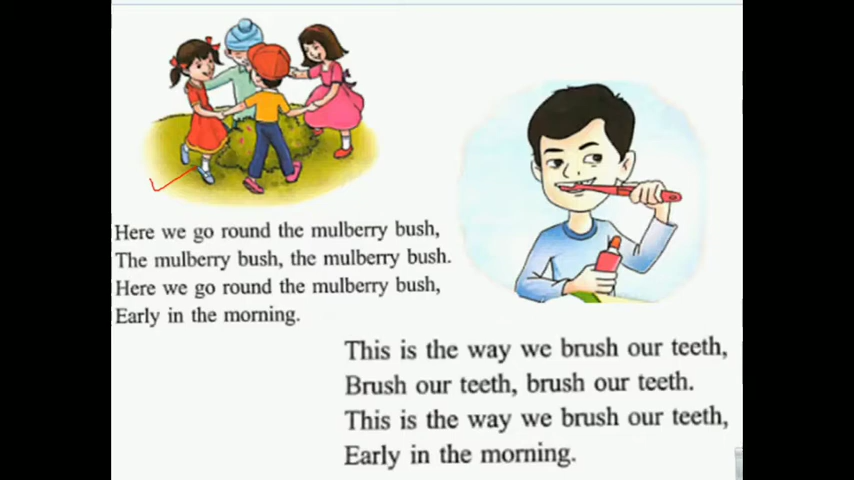 Here we go round the mulberry bush,
The mulberry bush, the mulberry bush.
Here we go round the mulberry bush,
Early in the morning.
This is the way we brush our teeth,
Brush our teeth, brush our teeth.
This is the way we brush our teeth,
Early in the morning.